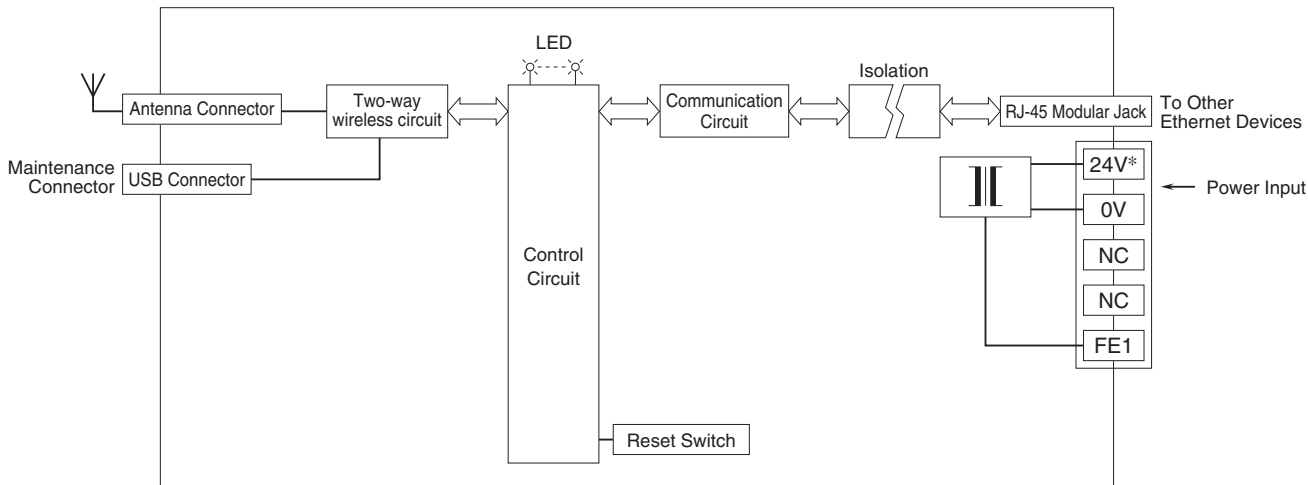 LED
Antenna Connector
Two-way
wireless circuit
Communication
Circuit
Isolation
RJ-45 Modular Jack
To Other
Ethernet Devices
Maintenance
Connector
USB Connector
24V*
Power Input
0V
NC
NC
FE1
Control
Circuit
Reset Switch